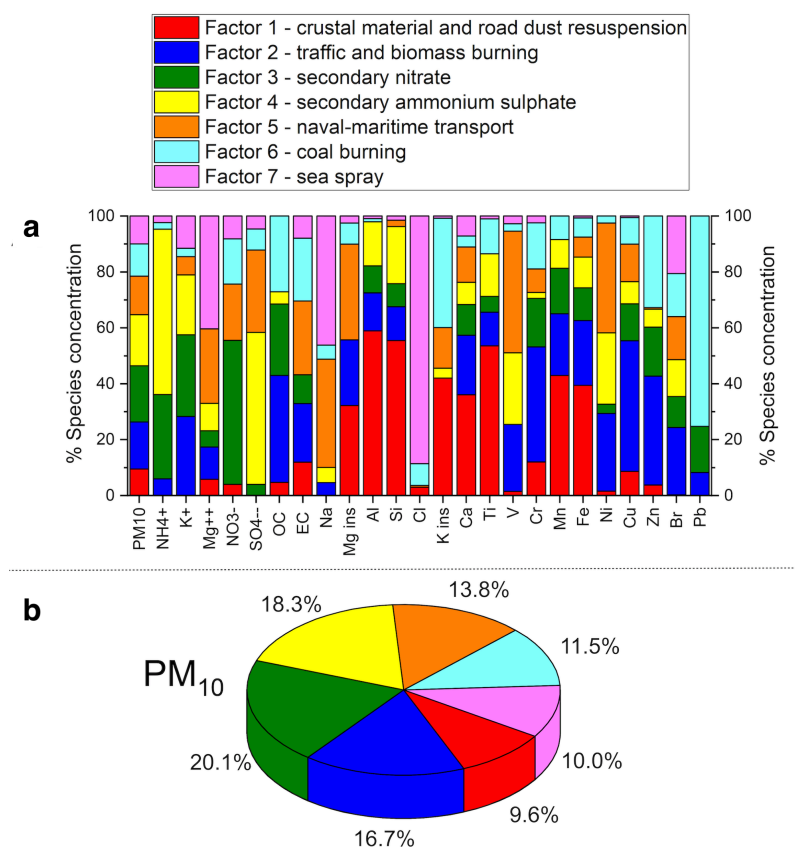 Factor 1 - crustal material and road dust resuspension
Factor 2 - traffic and biomass burning
Factor 3 - secondary nitrate
Factor 4 - secondary ammonium sulphate
Factor 5 - naval-maritime transport
Factor 6 - coal burning
Factor 7 - sea spray
a
100
80
60
40
20
0
% Species concentration
100
80
60
40
20
0
% Species concentration
PM10
NH4+
K+
Mg++
NO3-
SO4--
OC
EC
Na
Mg ins
Al
Si
Cl
K ins
Ca
Ti
V
Cr
Mn
Fe
Ni
Cu
Zn
Br
Pb
b
PM10
18.3%
13.8%
11.5%
10.0%
9.6%
16.7%
20.1%